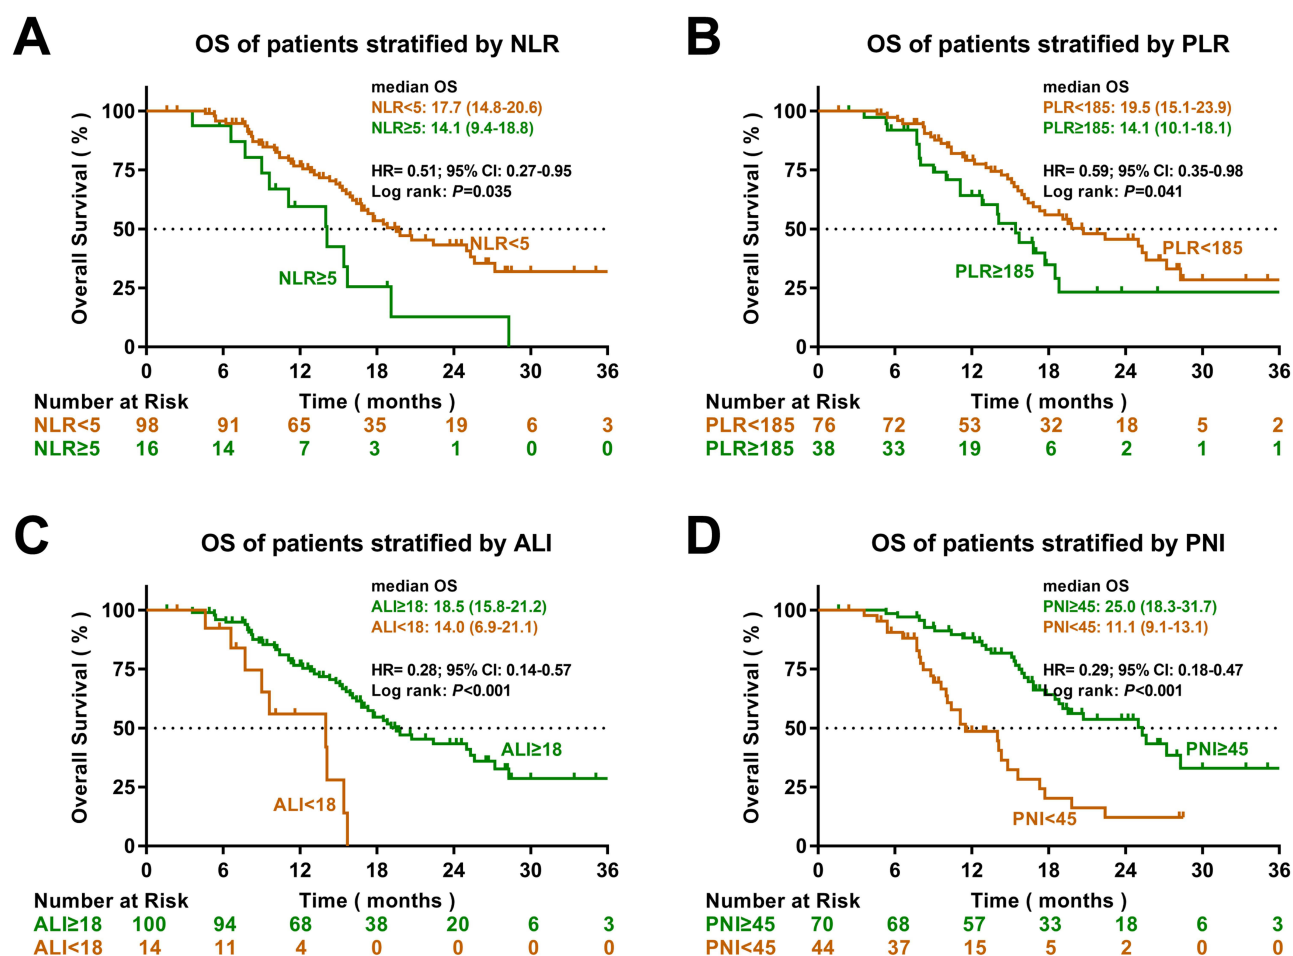 A
OS of patients stratified by NLR
median OS
NLR<5: 17.7 (14.8-20.6)
NLR≥5: 14.1 (9.4-18.8)
HR= 0.51; 95% CI: 0.27-0.95
Log rank: P=0.035
Overall Survival ( % )
100
75
50
25
0
NLR<5
NLR≥5
0 6 12 18 24 30 36
Number at Risk Time ( months )
NLR<5 98 91 65 35 19 6 3
NLR≥5 16 14 7 3 1 0 0
B
OS of patients stratified by PLR
median OS
PLR<185: 19.5 (15.1-23.9)
PLR≥185: 14.1 (10.1-18.1)
HR= 0.59; 95% CI: 0.35-0.98
Log rank: P=0.041
Overall Survival ( % )
100
75
50
25
0
PLR<185
PLR≥185
0 6 12 18 24 30 36
Number at Risk Time ( months )
PLR<185 76 72 53 32 18 5 2
PLR≥185 38 33 19 6 2 1 1
C
OS of patients stratified by ALI
median OS
ALI≥18: 18.5 (15.8-21.2)
ALI<18: 14.0 (6.9-21.1)
HR= 0.28; 95% CI: 0.14-0.57
Log rank: P<0.001
Overall Survival ( % )
100
75
50
25
0
ALI≥18
ALI<18
0 6 12 18 24 30 36
Number at Risk Time ( months )
ALI≥18 100 94 68 38 20 6 3
ALI<18 14 11 4 0 0 0 0
D
OS of patients stratified by PNI
median OS
PNI≥45: 25.0 (18.3-31.7)
PNI<45: 11.1 (9.1-13.1)
HR= 0.29; 95% CI: 0.18-0.47
Log rank: P<0.001
Overall Survival ( % )
100
75
50
25
0
PNI≥45
PNI<45
0 6 12 18 24 30 36
Number at Risk Time ( months )
PNI≥45 70 68 57 33 18 6 3
PNI<45 44 37 15 5 2 0 0